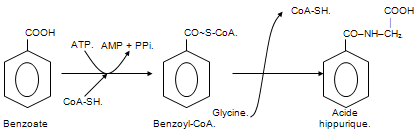 CoA-SH.
COOH
COOH
ATP. AMP + PPi.
CO~S-CoA.
CO–NH–CH₂
CoA-SH.
Glycine.
Benzoate
Benzoyl-CoA.
Acide
hippurique.